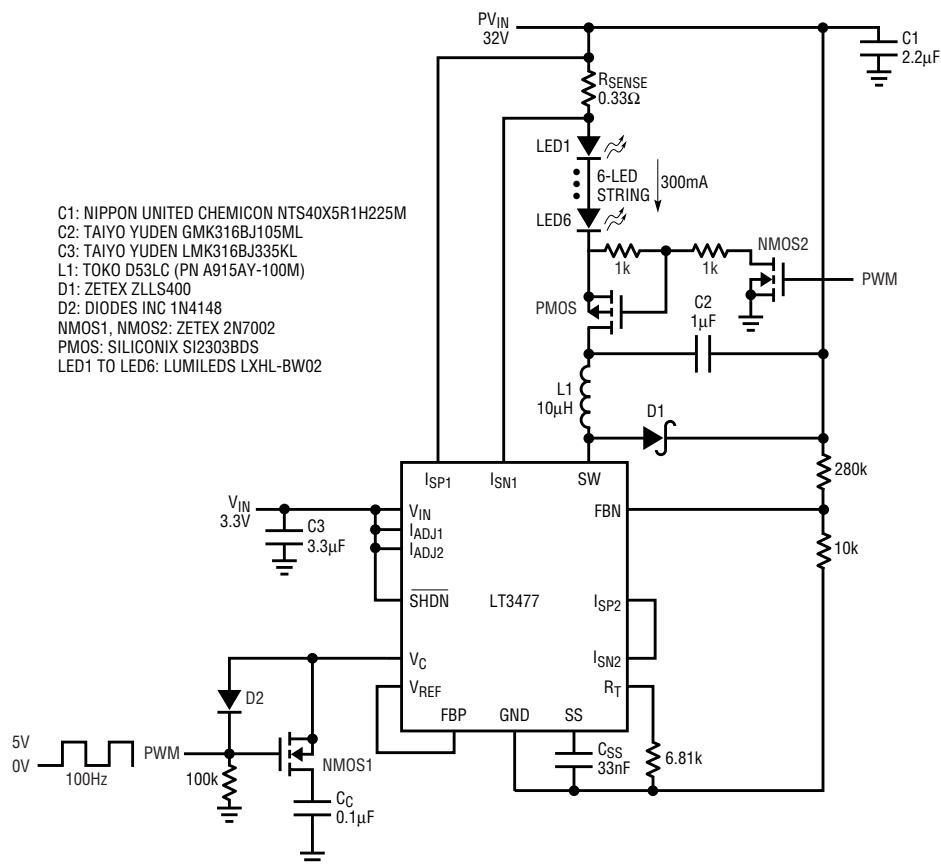 PVIN
32V
C1
2.2µF
RSENSE
0.33Ω
LED1
6-LED
STRING
300mA
LED6
C1: NIPPON UNITED CHEMICON NTS40X5R1H225M
C2: TAIYO YUDEN GMK316BJ105ML
C3: TAIYO YUDEN LMK316BJ335KL
L1: TOKO D53LC (PN A915AY-100M)
D1: ZETEX ZLLS400
D2: DIODES INC 1N4148
NMOS1, NMOS2: ZETEX 2N7002
PMOS: SILICONIX SI2303BDS
LED1 TO LED6: LUMILEDS LXHL-BW02
1k
1k
NMOS2
PWM
PMOS
C2
1µF
L1
10µH
D1
280k
10k
ISP1
ISN1
SW
VIN
3.3V
C3
3.3µF
VIN
IADJ1
IADJ2
SHDN
LT3477
FBN
ISP2
ISN2
VC
VREF
RT
FBP
GND
SS
D2
5V
0V
100Hz
PWM
100k
NMOS1
CC
0.1µF
CSS
33nF
6.81k